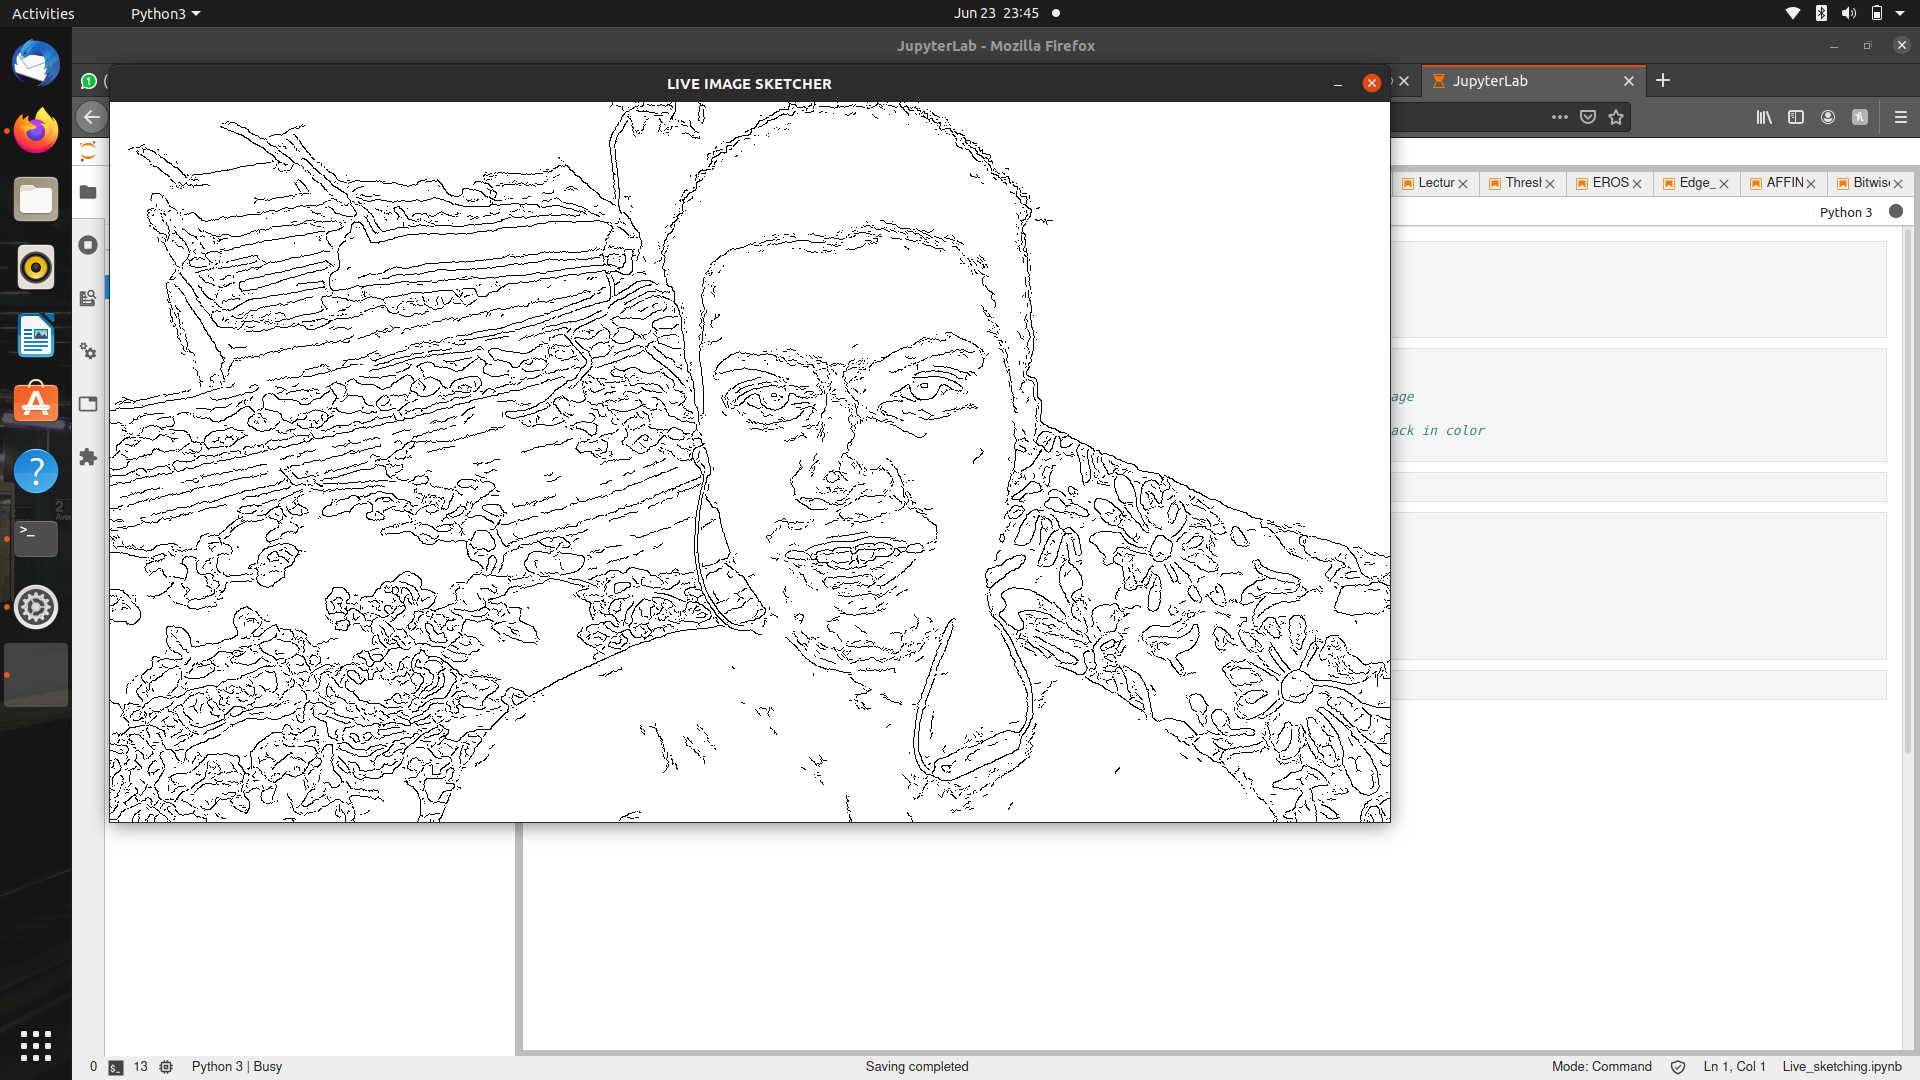 Activities
Python3
Jun 23 23:45
JupyterLab - Mozilla Firefox
1 (
LIVE IMAGE SKETCHER
JupyterLab
Lectur
Thresh
EROS
Edge_
AFFIN
Bitwis
Python 3
age
ack in color
>_
?
0
13
Python 3 | Busy
Saving completed
Mode: Command
Ln 1, Col 1
Live_sketching.ipynb